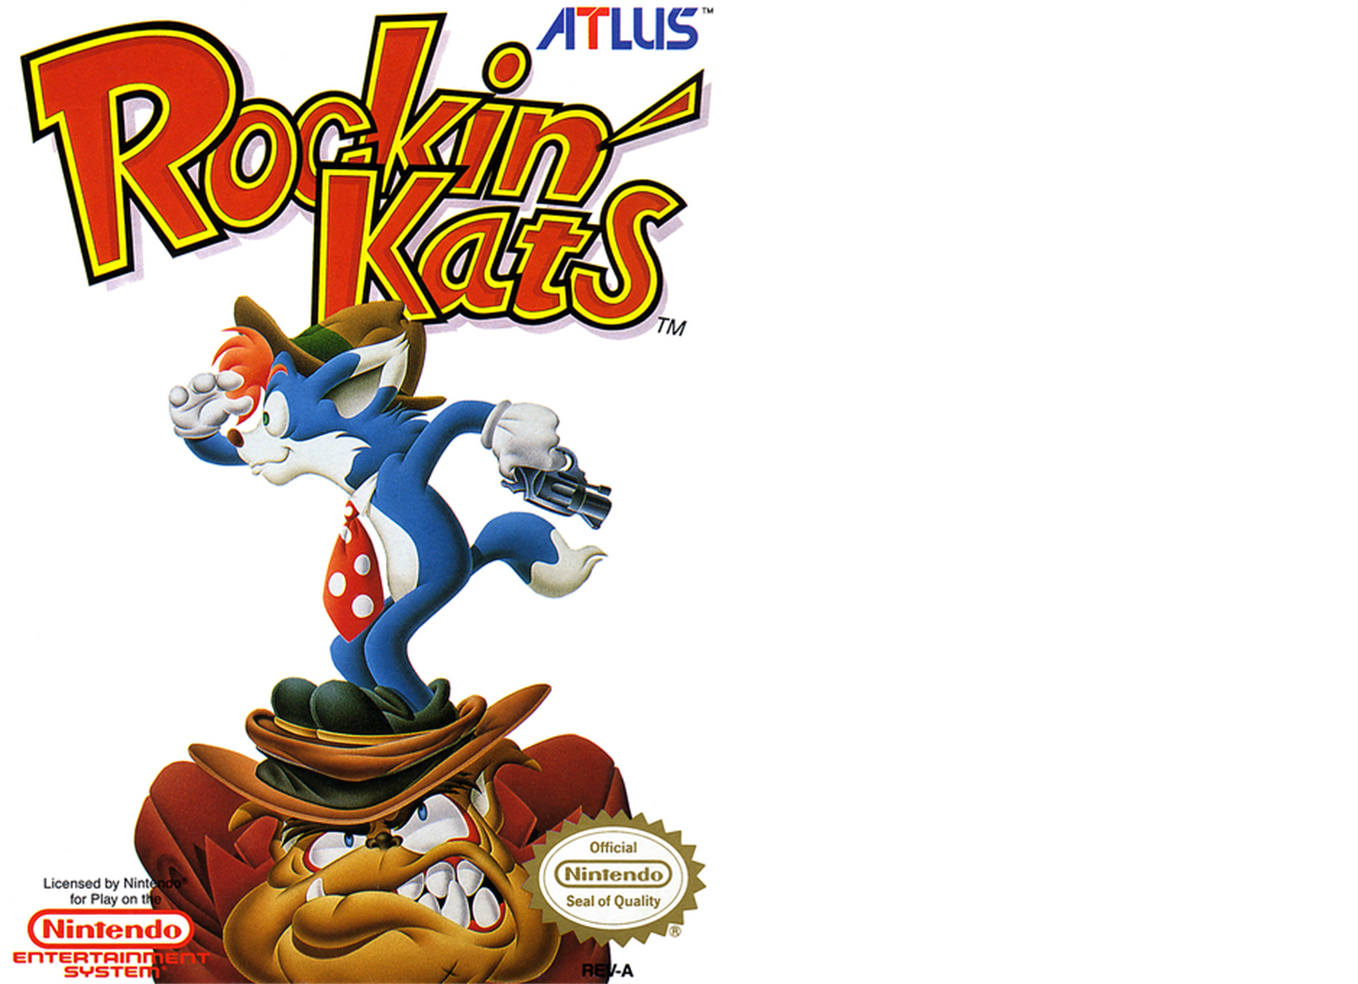 ATLUS™
Rockin'
Kats
TM
Official
Nintendo
Seal of Quality
®
Licensed by Nintendo®
for Play on the
Nintendo
ENTERTAINMENT
SYSTEM®
REV-A